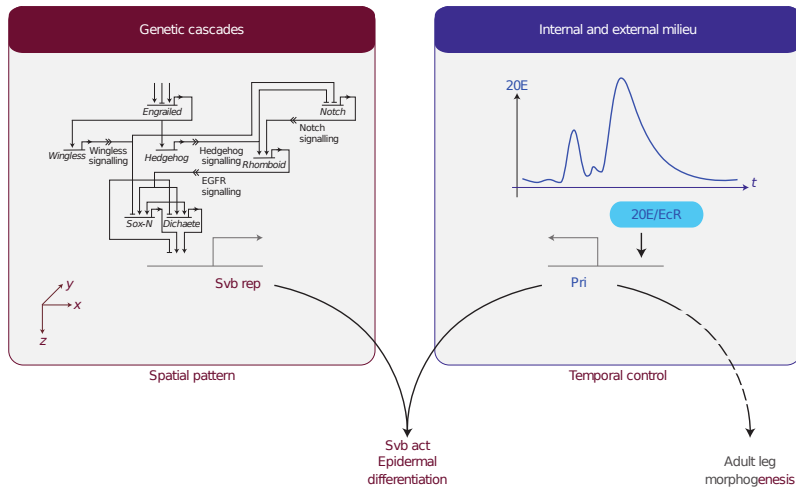 Genetic cascades
Engrailed
Notch
Notch
signalling
Wingless
Wingless
signalling
Hedgehog
Hedgehog
signalling
Rhomboid
EGFR
signalling
Sox-N
Dichaete
Svb rep
y
x
z
Spatial pattern
Internal and external milieu
20E
t
20E/EcR
Pri
Temporal control
Svb act
Epidermal
differentiation
Adult leg
morphogenesis